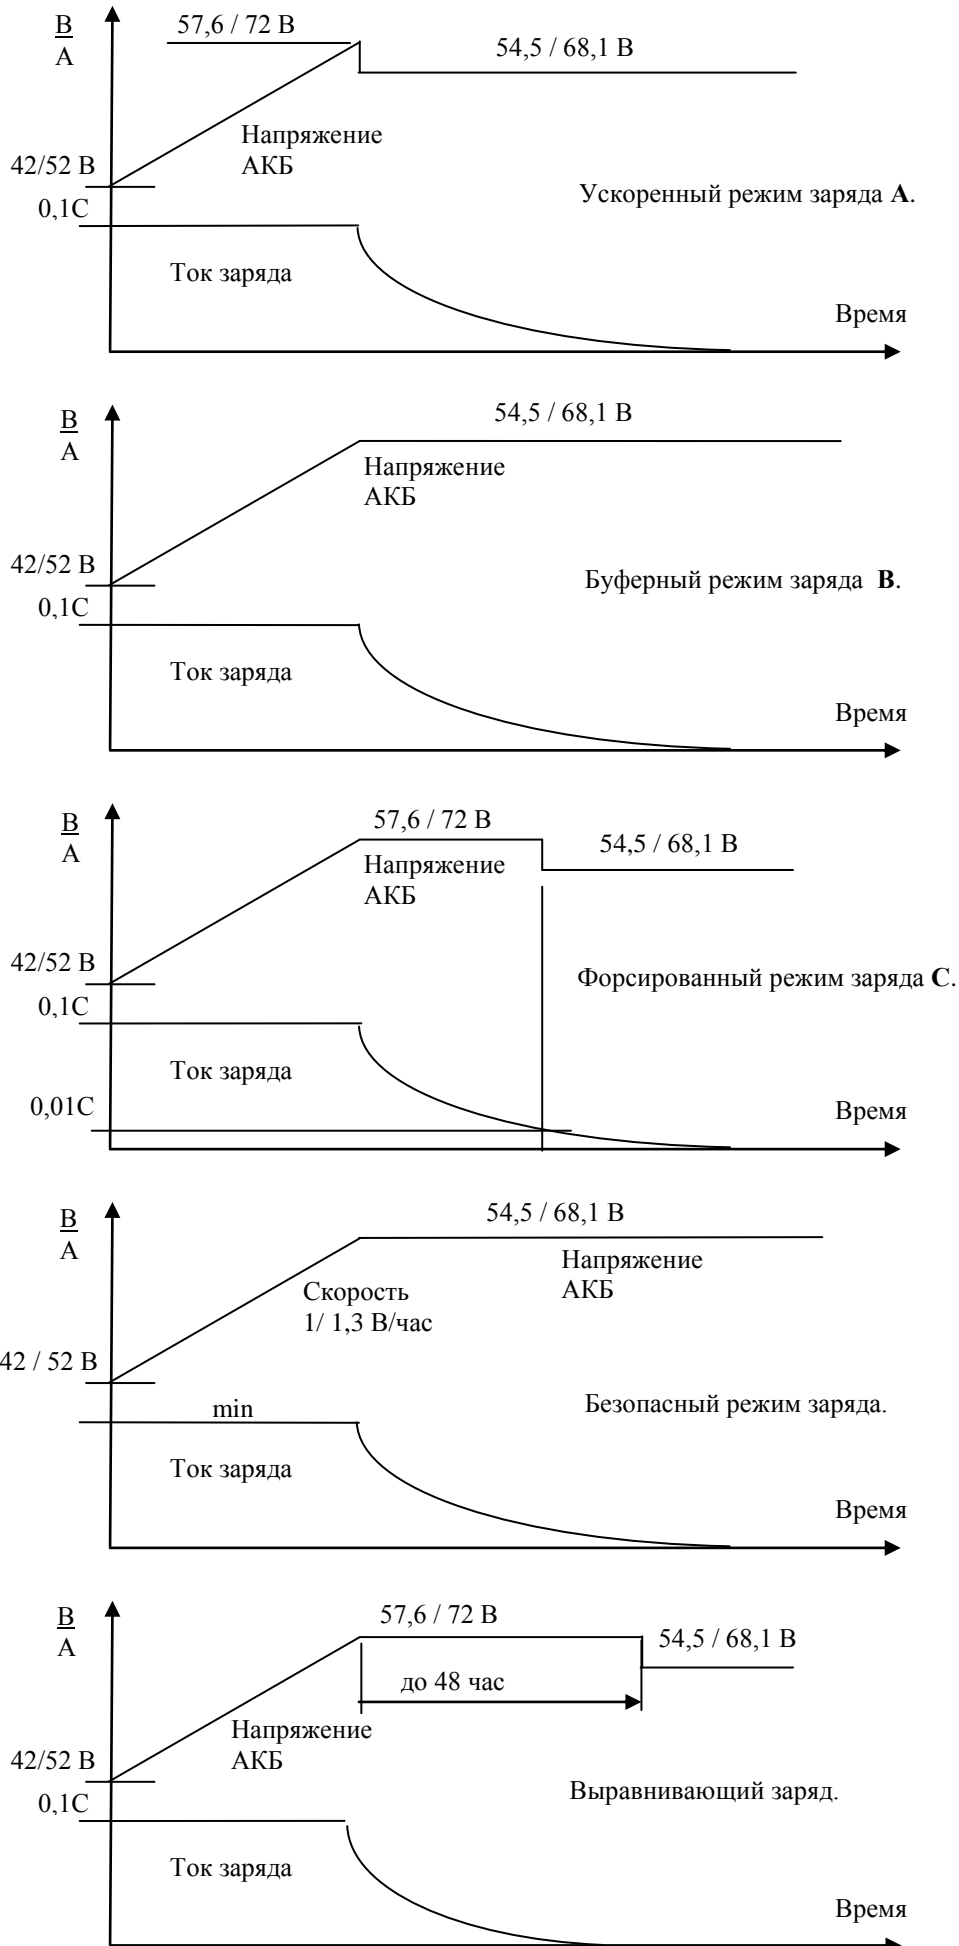 В
А
57,6 / 72 В
54,5 / 68,1 В
Напряжение
АКБ
42/52 В
0,1С
Ускоренный режим заряда А.
Ток заряда
Время
В
А
54,5 / 68,1 В
Напряжение
АКБ
42/52 В
0,1С
Буферный режим заряда В.
Ток заряда
Время
В
А
57,6 / 72 В
54,5 / 68,1 В
Напряжение
АКБ
42/52 В
0,1С
Форсированный режим заряда С.
Ток заряда
0,01С
Время
В
А
54,5 / 68,1 В
Напряжение
АКБ
Скорость
1/ 1,3 В/час
42 / 52 В
min
Безопасный режим заряда.
Ток заряда
Время
В
А
57,6 / 72 В
54,5 / 68,1 В
до 48 час
Напряжение
АКБ
42/52 В
0,1С
Выравнивающий заряд.
Ток заряда
Время